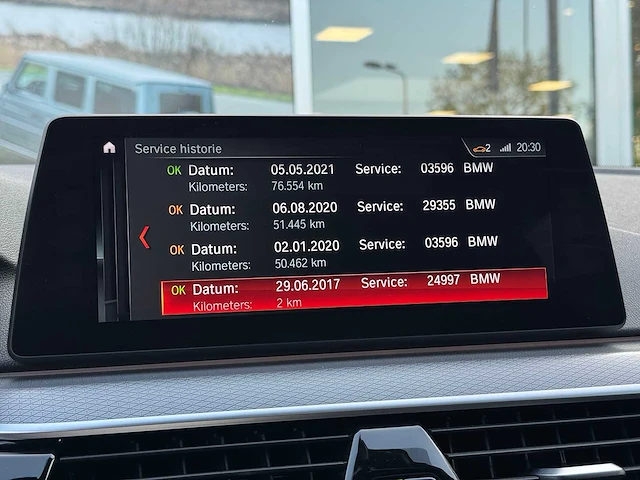 Service historie
2 20:30
OK Datum: 05.05.2021 Service: 03596 BMW
Kilometers: 76.554 km
OK Datum: 06.08.2020 Service: 29355 BMW
Kilometers: 51.445 km
OK Datum: 02.01.2020 Service: 03596 BMW
Kilometers: 50.462 km
OK Datum: 29.06.2017 Service: 24997 BMW
Kilometers: 2 km